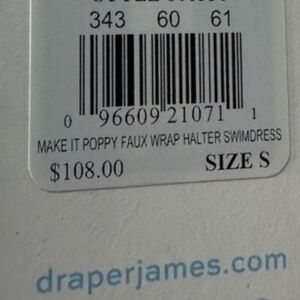 343 60 61
0 96609 21071 1
MAKE IT POPPY FAUX WRAP HALTER SWIMDRESS
$108.00 SIZE S
draperjames.com